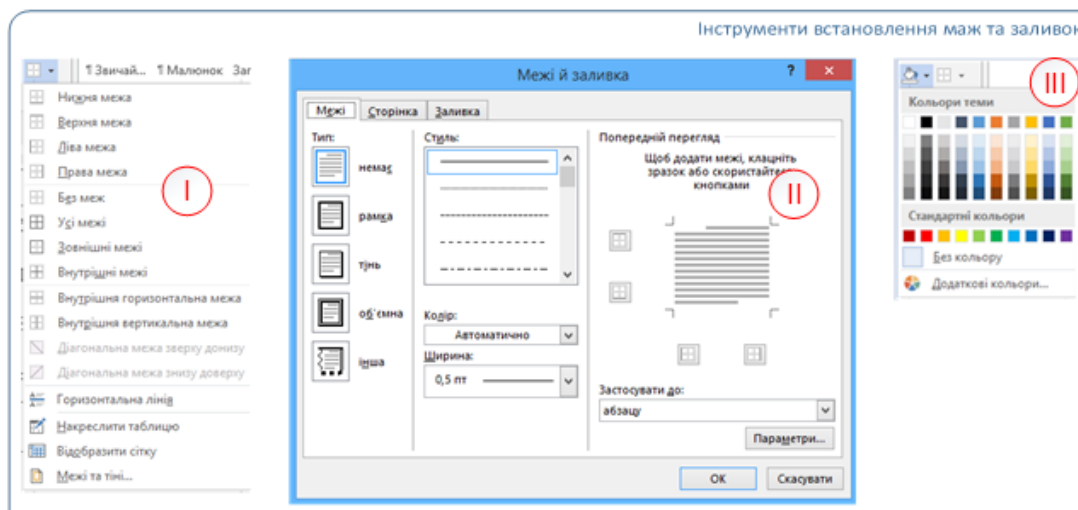 Інструменти встановлення маж та заливок
¶ Звичай... ¶ Малюнок Заг
Нижня межа
Верхня межа
Ліва межа
Права межа
Без меж
Усі межі
Зовнішні межі
Внутрішні межі
Внутрішня горизонтальна межа
Внутрішня вертикальна межа
Діагональна межа зверху донизу
Діагональна межа знизу доверху
Горизонтальна лінія
Накреслити таблицю
Відобразити сітку
Межі та тіні...
I
Межі й заливка
? ×
Межі Сторінка Заливка
Тип:
немає
рамка
тінь
об'ємна
інша
Стиль:
Колір:
Автоматично
Ширина:
0,5 пт
Попередній перегляд
Щоб додати межі, клацніть
зразок або скористайтеся
кнопками
II
Застосувати до:
абзацу
Параметри...
ОК Скасувати
III
Кольори теми
Стандартні кольори
Без кольору
Додаткові кольори...